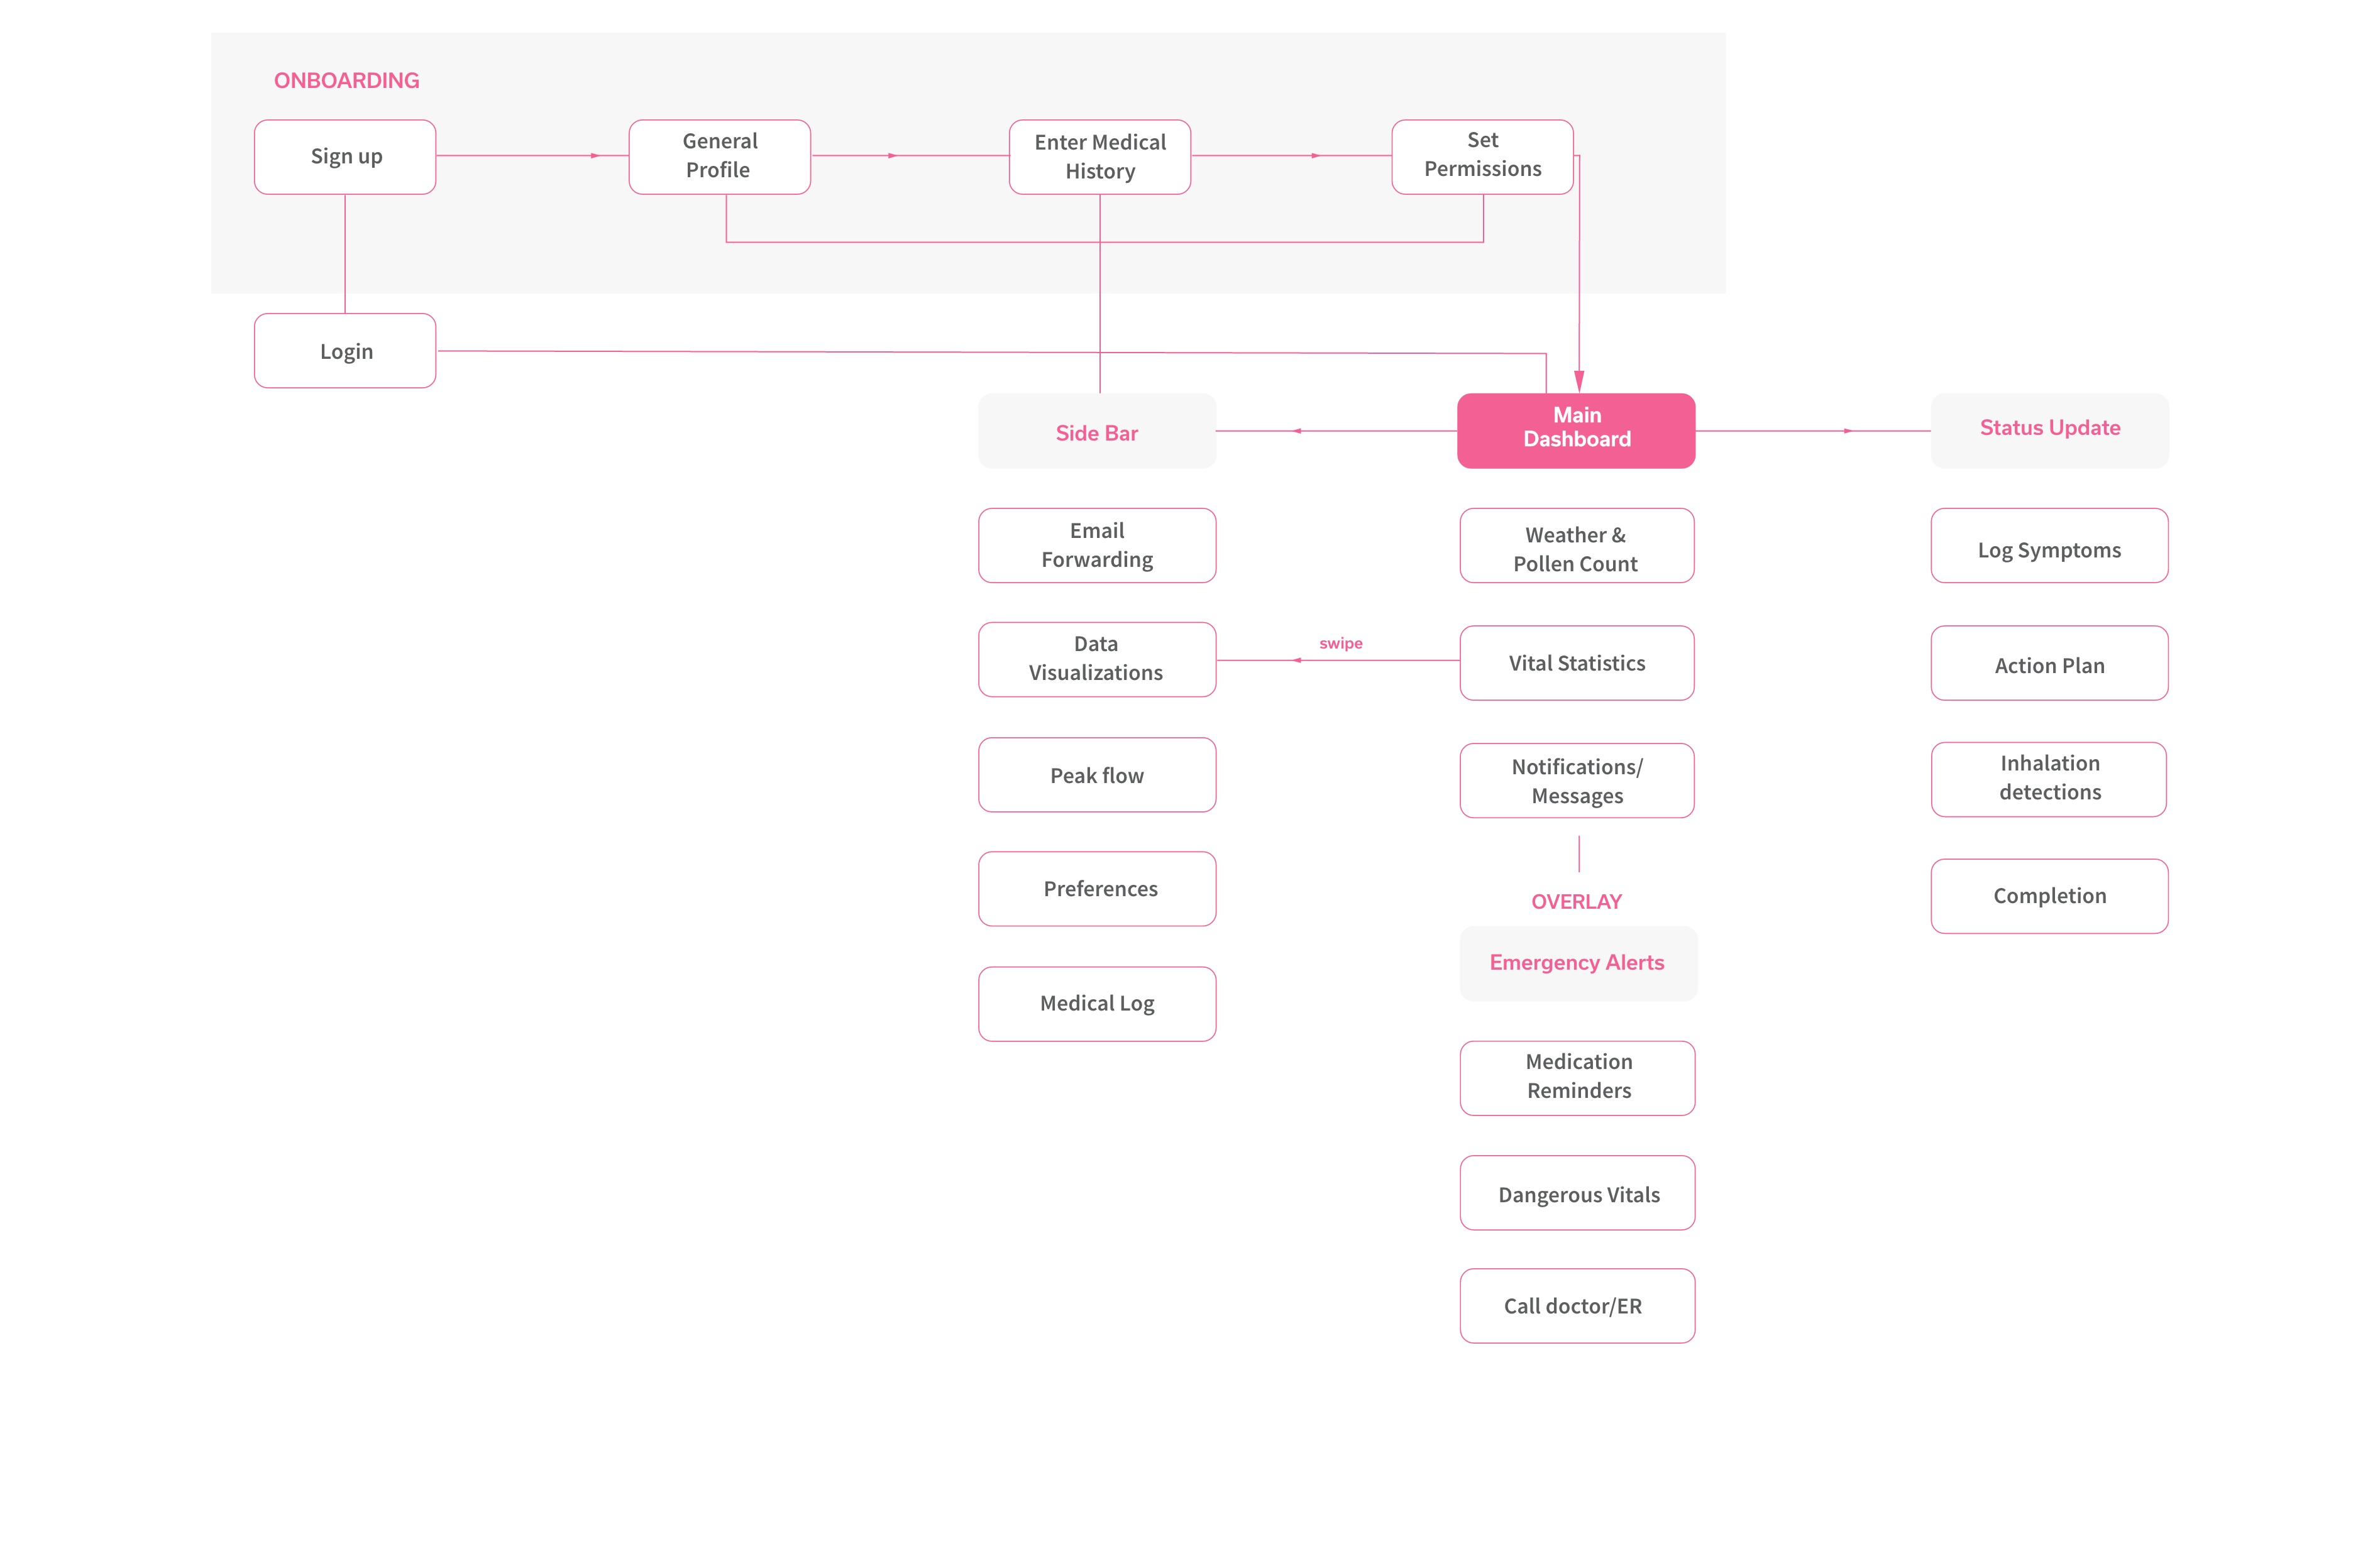 ONBOARDING
Sign up
General
Profile
Enter Medical
History
Set
Permissions
Login
Side Bar
Main
Dashboard
Status Update
Email
Forwarding
Weather &
Pollen Count
Log Symptoms
Data
Visualizations
swipe
Vital Statistics
Action Plan
Peak flow
Notifications/
Messages
Inhalation
detections
Preferences
OVERLAY
Completion
Emergency Alerts
Medical Log
Medication
Reminders
Dangerous Vitals
Call doctor/ER